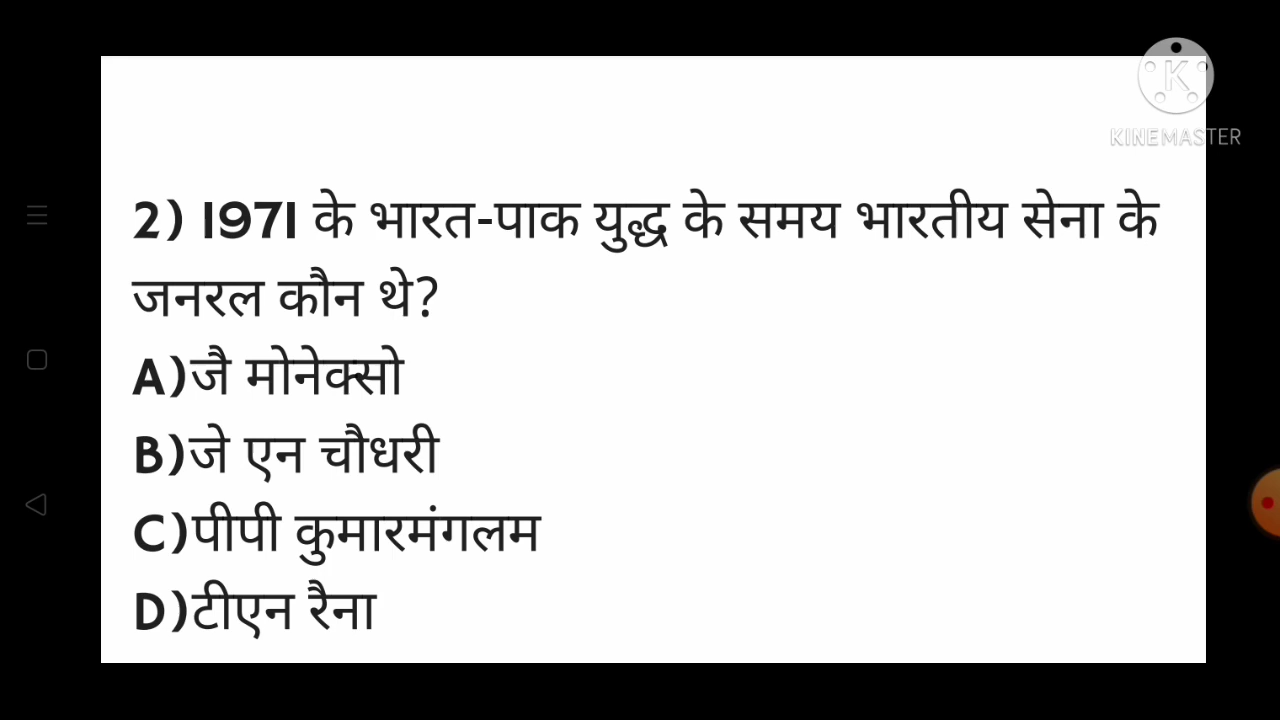 KINEMASTER
2) 1971 के भारत-पाक युद्ध के समय भारतीय सेना के
जनरल कौन थे?
A)जै मोनेक्सो
B)जे एन चौधरी
C)पीपी कुमारमंगलम
D)टीएन रैना